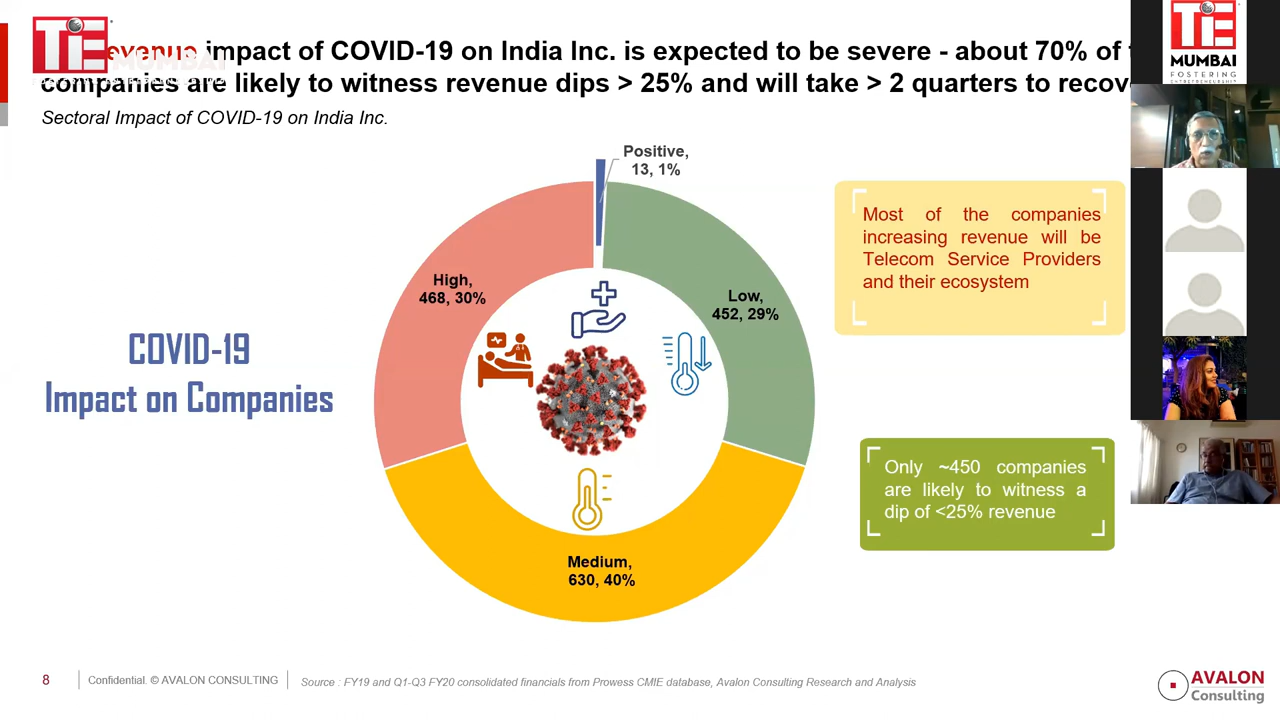 TiE
MUMBAI
evenue impact of COVID-19 on India Inc. is expected to be severe - about 70% of
companies are likely to witness revenue dips > 25% and will take > 2 quarters to recov
Sectoral Impact of COVID-19 on India Inc.
TiE
MUMBAI
FOSTERING
ENTREPRENEURSHIP
Positive,
13, 1%
High,
468, 30%
Low,
452, 29%
Medium,
630, 40%
COVID-19
Impact on Companies
Most of the companies
increasing revenue will be
Telecom Service Providers
and their ecosystem
Only ~450 companies
are likely to witness a
dip of <25% revenue
8
Confidential. © AVALON CONSULTING
Source : FY19 and Q1-Q3 FY20 consolidated financials from Prowess CMIE database, Avalon Consulting Research and Analysis
AVALON
Consulting